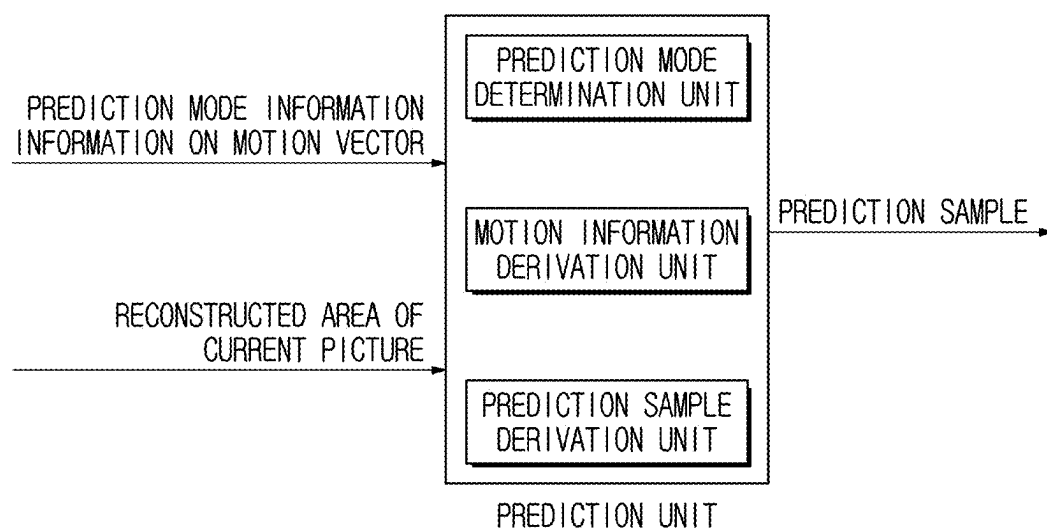 PREDICTION MODE
DETERMINATION UNIT
PREDICTION MODE INFORMATION
INFORMATION ON MOTION VECTOR
MOTION INFORMATION
DERIVATION UNIT
PREDICTION SAMPLE
RECONSTRUCTED AREA OF
CURRENT PICTURE
PREDICTION SAMPLE
DERIVATION UNIT
PREDICTION UNIT